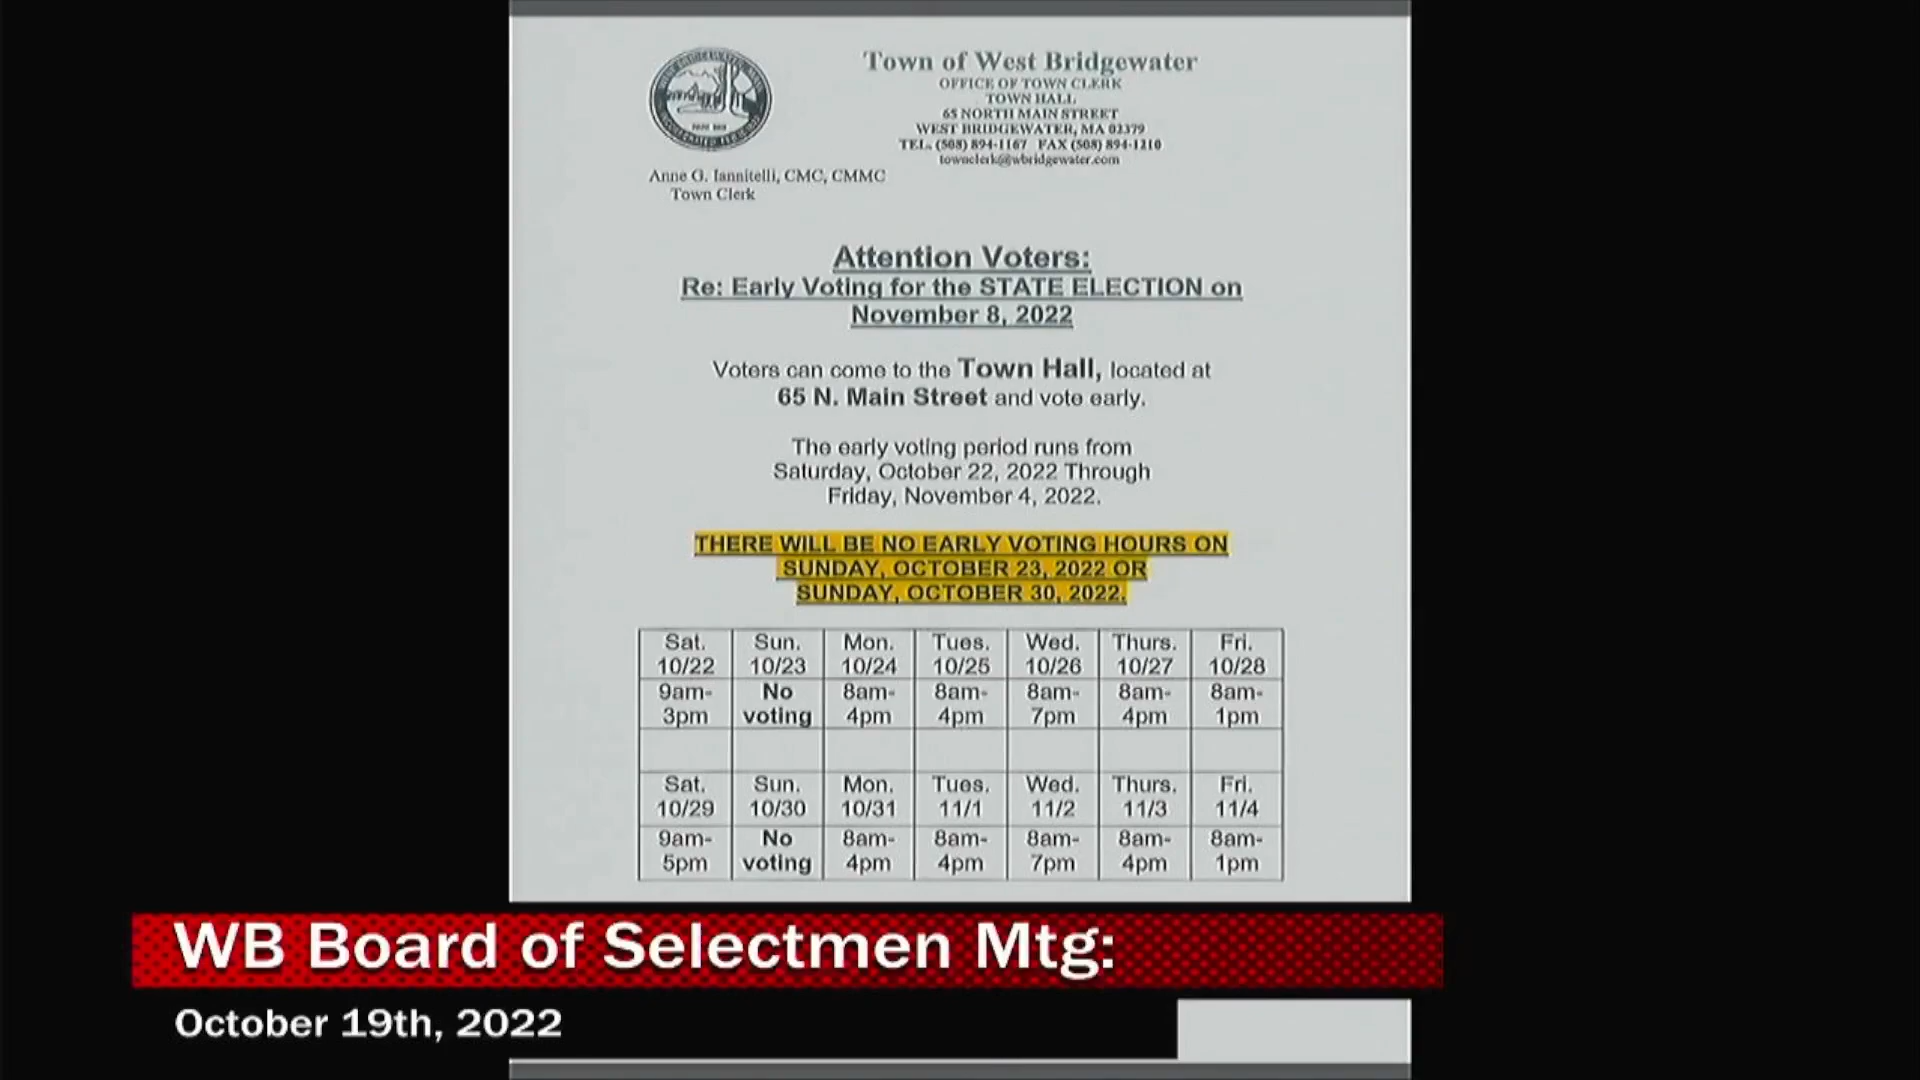 Town of West Bridgewater
OFFICE OF TOWN CLERK
TOWN HALL
65 NORTH MAIN STREET
WEST BRIDGEWATER, MA 02379
TEL. (508) 894-1167 FAX (508) 894-1210
townclerk@wbridgewater.com
Anne G. Iannitelli, CMC, CMMC
Town Clerk
Attention Voters:
Re: Early Voting for the STATE ELECTION on
November 8, 2022
Voters can come to the Town Hall, located at
65 N. Main Street and vote early.
The early voting period runs from
Saturday, October 22, 2022 Through
Friday, November 4, 2022.
THERE WILL BE NO EARLY VOTING HOURS ON
SUNDAY, OCTOBER 23, 2022 OR
SUNDAY, OCTOBER 30, 2022.
Sat. Sun. Mon. Tues. Wed. Thurs. Fri.
10/22 10/23 10/24 10/25 10/26 10/27 10/28
9am- No 8am- 8am- 8am- 8am- 8am-
3pm voting 4pm 4pm 7pm 4pm 1pm
Sat. Sun. Mon. Tues. Wed. Thurs. Fri.
10/29 10/30 10/31 11/1 11/2 11/3 11/4
9am- No 8am- 8am- 8am- 8am- 8am-
5pm voting 4pm 4pm 7pm 4pm 1pm
WB Board of Selectmen Mtg:
October 19th, 2022